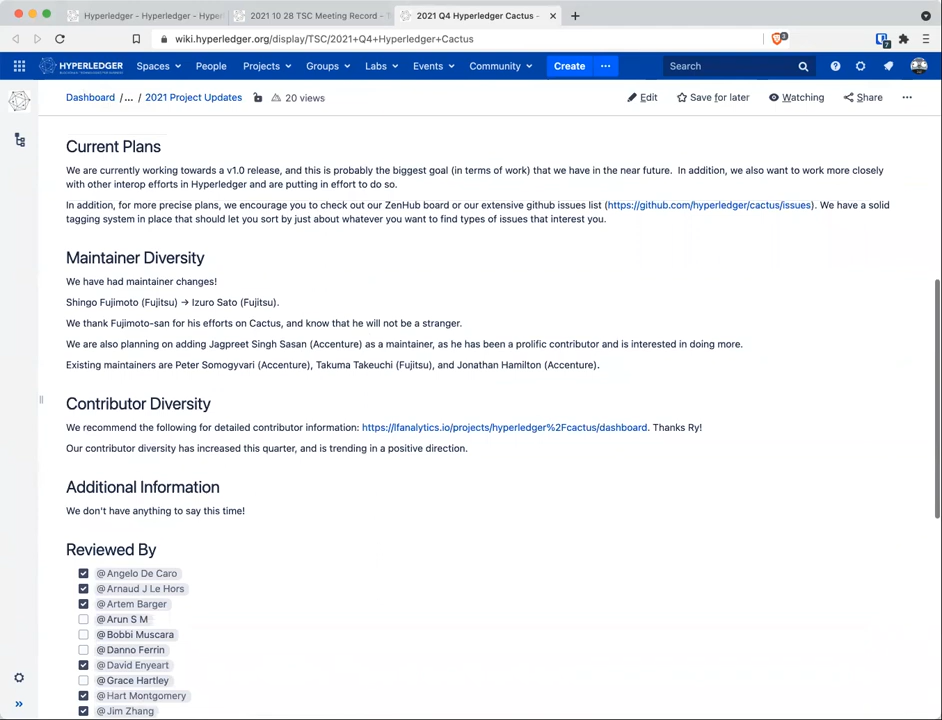 Hyperledger - Hyperledger - Hyper
2021 10 28 TSC Meeting Record - T
2021 Q4 Hyperledger Cactus -
wiki.hyperledger.org/display/TSC/2021+Q4+Hyperledger+Cactus
3
7
HYPERLEDGER
Spaces
People
Projects
Groups
Labs
Events
Community
Create
Search
Dashboard /... / 2021 Project Updates
20 views
Edit
Save for later
Watching
Share
Current Plans
We are currently working towards a v1.0 release, and this is probably the biggest goal (in terms of work) that we have in the near future. In addition, we also want to work more closely
with other interop efforts in Hyperledger and are putting in effort to do so.
In addition, for more precise plans, we encourage you to check out our ZenHub board or our extensive github issues list (https://github.com/hyperledger/cactus/issues). We have a solid
tagging system in place that should let you sort by just about whatever you want to find types of issues that interest you.
Maintainer Diversity
We have had maintainer changes!
Shingo Fujimoto (Fujitsu) → Izuro Sato (Fujitsu).
We thank Fujimoto-san for his efforts on Cactus, and know that he will not be a stranger.
We are also planning on adding Jagpreet Singh Sasan (Accenture) as a maintainer, as he has been a prolific contributor and is interested in doing more.
Existing maintainers are Peter Somogyvari (Accenture), Takuma Takeuchi (Fujitsu), and Jonathan Hamilton (Accenture).
Contributor Diversity
We recommend the following for detailed contributor information: https://lfanalytics.io/projects/hyperledger%2Fcactus/dashboard. Thanks Ry!
Our contributor diversity has increased this quarter, and is trending in a positive direction.
Additional Information
We don't have anything to say this time!
Reviewed By
@Angelo De Caro
@Arnaud J Le Hors
@Artem Barger
@Arun S M
@Bobbi Muscara
@Danno Ferrin
@David Enyeart
@Grace Hartley
@Hart Montgomery
@Jim Zhang